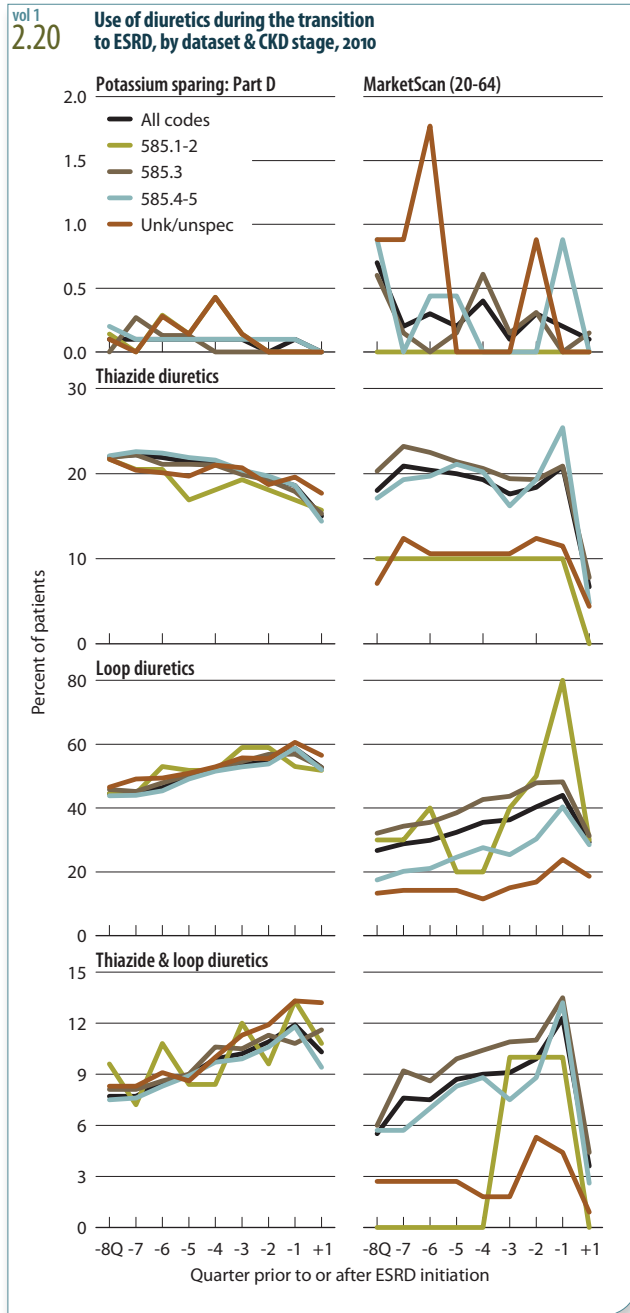 vol 1
2.20
Use of diuretics during the transition
to ESRD, by dataset & CKD stage, 2010
Potassium sparing: Part D
MarketScan (20-64)
2.0
1.5
1.0
0.5
0.0
All codes
585.1-2
585.3
585.4-5
Unk/unspec
Thiazide diuretics
30
20
10
0
Percent of patients
Loop diuretics
80
60
40
20
0
Thiazide & loop diuretics
15
12
9
6
3
0
-8Q -7 -6 -5 -4 -3 -2 -1 +1
-8Q -7 -6 -5 -4 -3 -2 -1 +1
Quarter prior to or after ESRD initiation